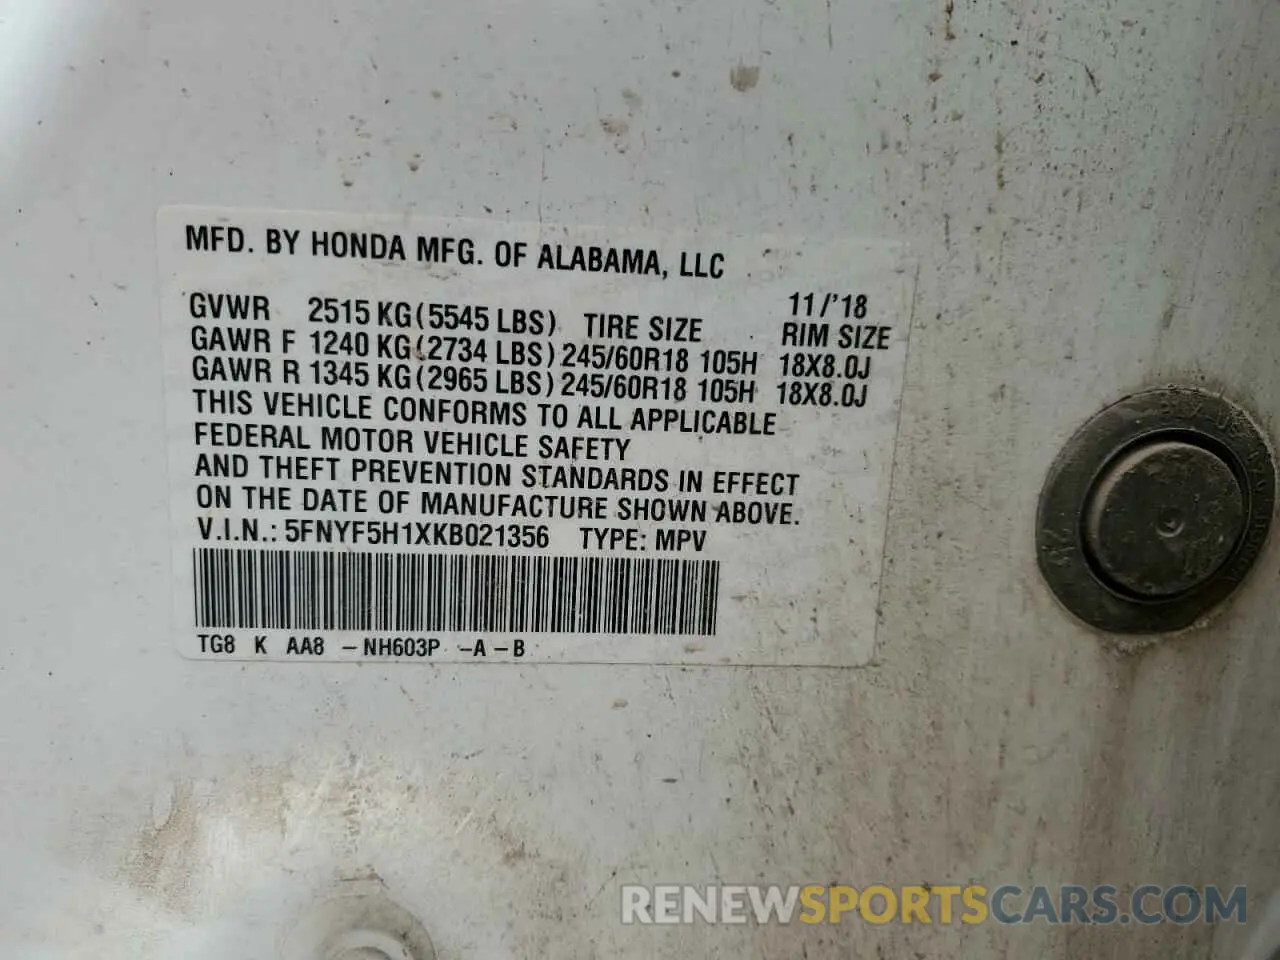 MFD. BY HONDA MFG. OF ALABAMA, LLC
11/'18
GVWR 2515 KG (5545 LBS) TIRE SIZE RIM SIZE
GAWR F 1240 KG (2734 LBS) 245/60R18 105H 18X8.0J
GAWR R 1345 KG (2965 LBS) 245/60R18 105H 18X8.0J
THIS VEHICLE CONFORMS TO ALL APPLICABLE
FEDERAL MOTOR VEHICLE SAFETY
AND THEFT PREVENTION STANDARDS IN EFFECT
ON THE DATE OF MANUFACTURE SHOWN ABOVE.
V.I.N.: 5FNYF5H1XKB021356 TYPE: MPV
TG8 K AA8 -NH603P -A-B
RENEWSPORTSCARS.COM